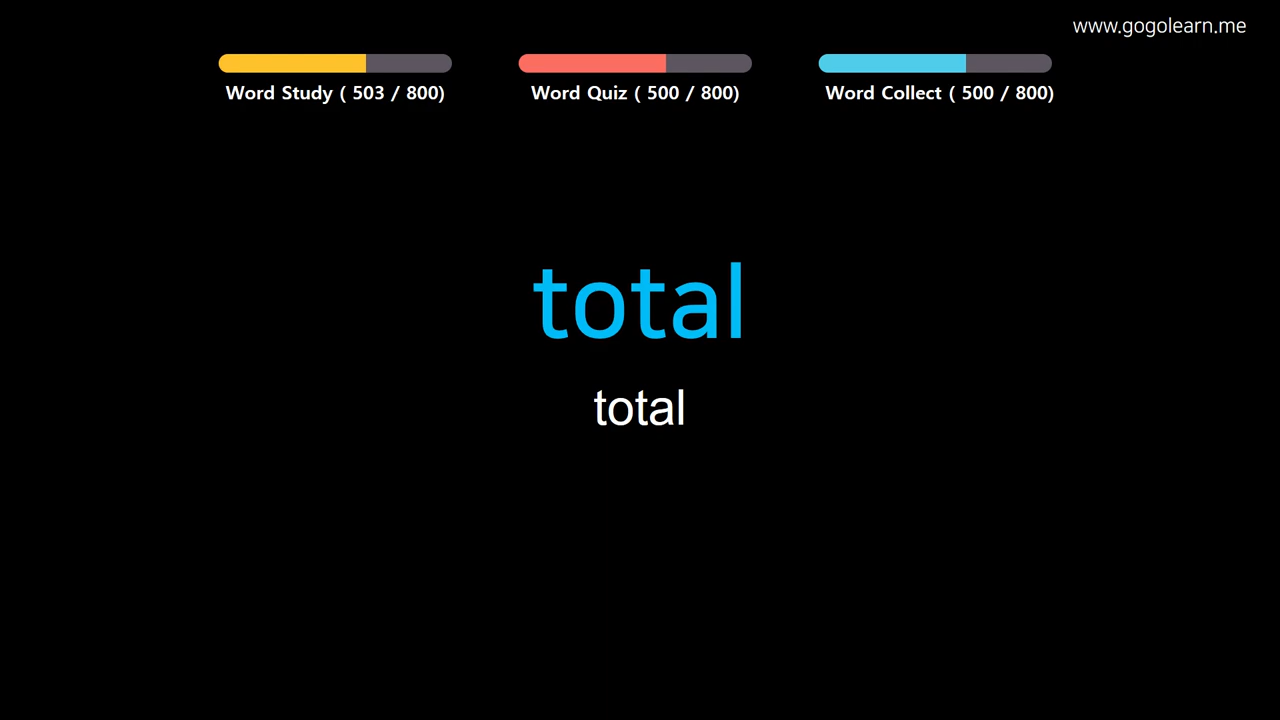 www.gogolearn.me
Word Study ( 503 / 800)
Word Quiz ( 500 / 800)
Word Collect ( 500 / 800)
total
total